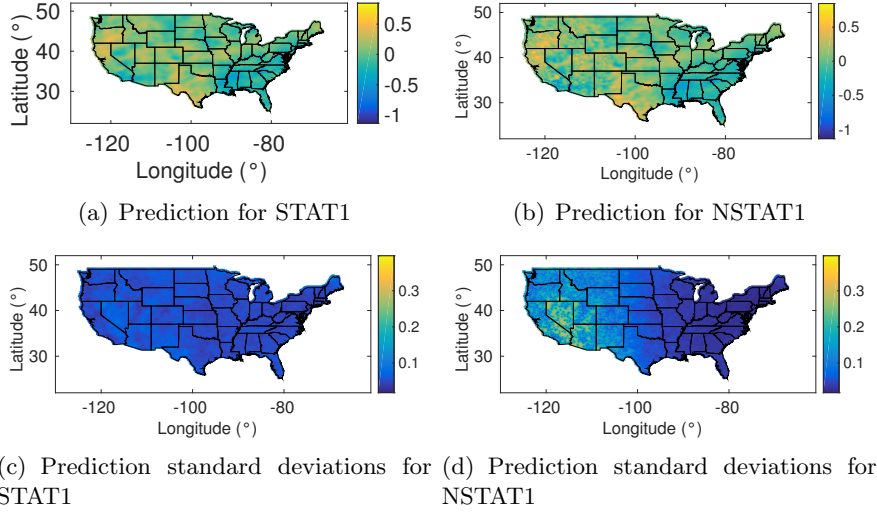 50
40
30
Latitude (°)
-120
-100
-80
Longitude (°)
0.5
0
-0.5
-1
(a) Prediction for STAT1
50
40
30
Latitude (°)
-120
-100
-80
Longitude (°)
0.5
0
-0.5
-1
(b) Prediction for NSTAT1
50
40
30
Latitude (°)
-120
-100
-80
Longitude (°)
0.3
0.2
0.1
(c) Prediction standard deviations for
STAT1
50
40
30
Latitude (°)
-120
-100
-80
Longitude (°)
0.3
0.2
0.1
(d) Prediction standard deviations for
NSTAT1